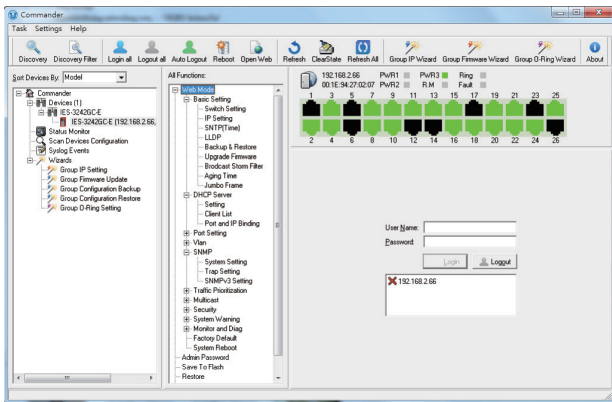 Commander
Task Settings Help
Discovery Discovery Filter Login all Logout all Auto Logout Reboot Open Web Refresh ClearState Refresh All Group IP Wizard Group Firmware Wizard Group O-Ring Wizard About
Sort Devices By: Model
Commander
Devices (1)
IES-3242GC-E
IES-3242GC-E (192.168.2.66,
Status Monitor
Scan Devices Configuration
Syslog Events
Wizards
Group IP Setting
Group Firmware Update
Group Configuration Backup
Group Configuration Restore
Group O-Ring Setting
All Functions:
Web Mode
Basic Setting
Switch Setting
IP Setting
SNTP(Time)
LLDP
Backup & Restore
Upgrade Firmware
Brodcast Storm Filter
Aging Time
Jumbo Frame
DHCP Server
Setting
Client List
Port and IP Binding
Port Setting
Vlan
SNMP
System Setting
Trap Setting
SNMPv3 Setting
Traffic Prioritization
Multicast
Security
System Warning
Monitor and Diag
Factory Default
System Reboot
Admin Password
Save To Flash
Restore
192.168.2.66 PWR1 PWR3 Ring
00:1E:94:27:02:07 PWR2 R.M Fault
1 3 5 7 9 11 13 15 17 19 21 23 25
2 4 6 8 10 12 14 16 18 20 22 24 26
User Name:
Password:
Login Loggut
192.168.2.66